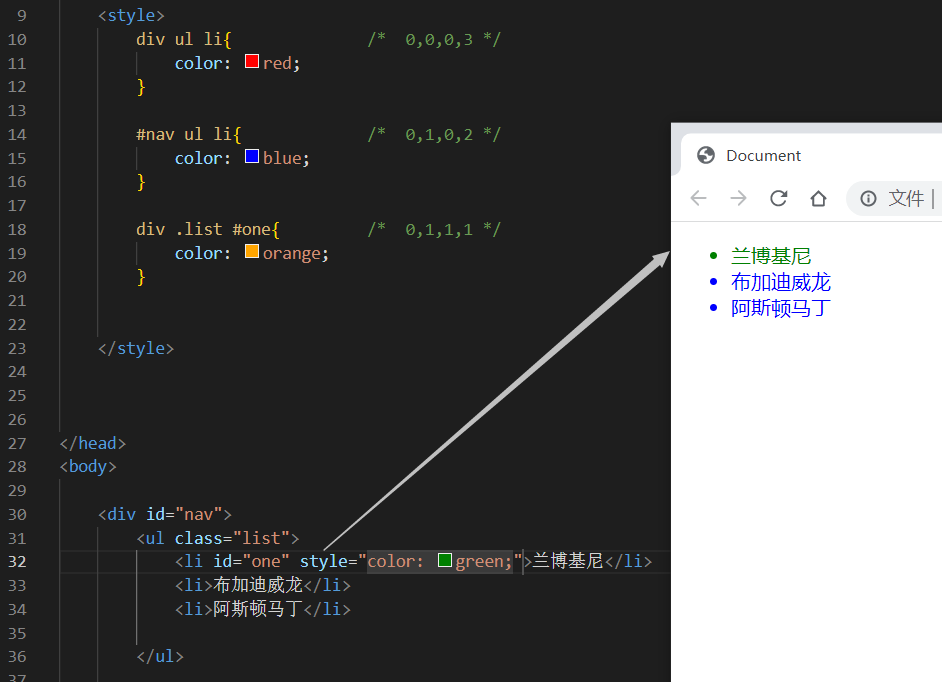 9 <style>
10 div ul li{ /* 0,0,0,3 */
11 color: red;
12 }
13
14 #nav ul li{ /* 0,1,0,2 */
15 color: blue;
16 }
17
18 div .list #one{ /* 0,1,1,1 */
19 color: orange;
20 }
21
22
23 </style>
24
25
26
27 </head>
28 <body>
29
30 <div id="nav">
31 <ul class="list">
32 <li id="one" style="color: green;">兰博基尼</li>
33 <li>布加迪威龙</li>
34 <li>阿斯顿马丁</li>
35
36 </ul>
37
Document
文件 |
兰博基尼
布加迪威龙
阿斯顿马丁